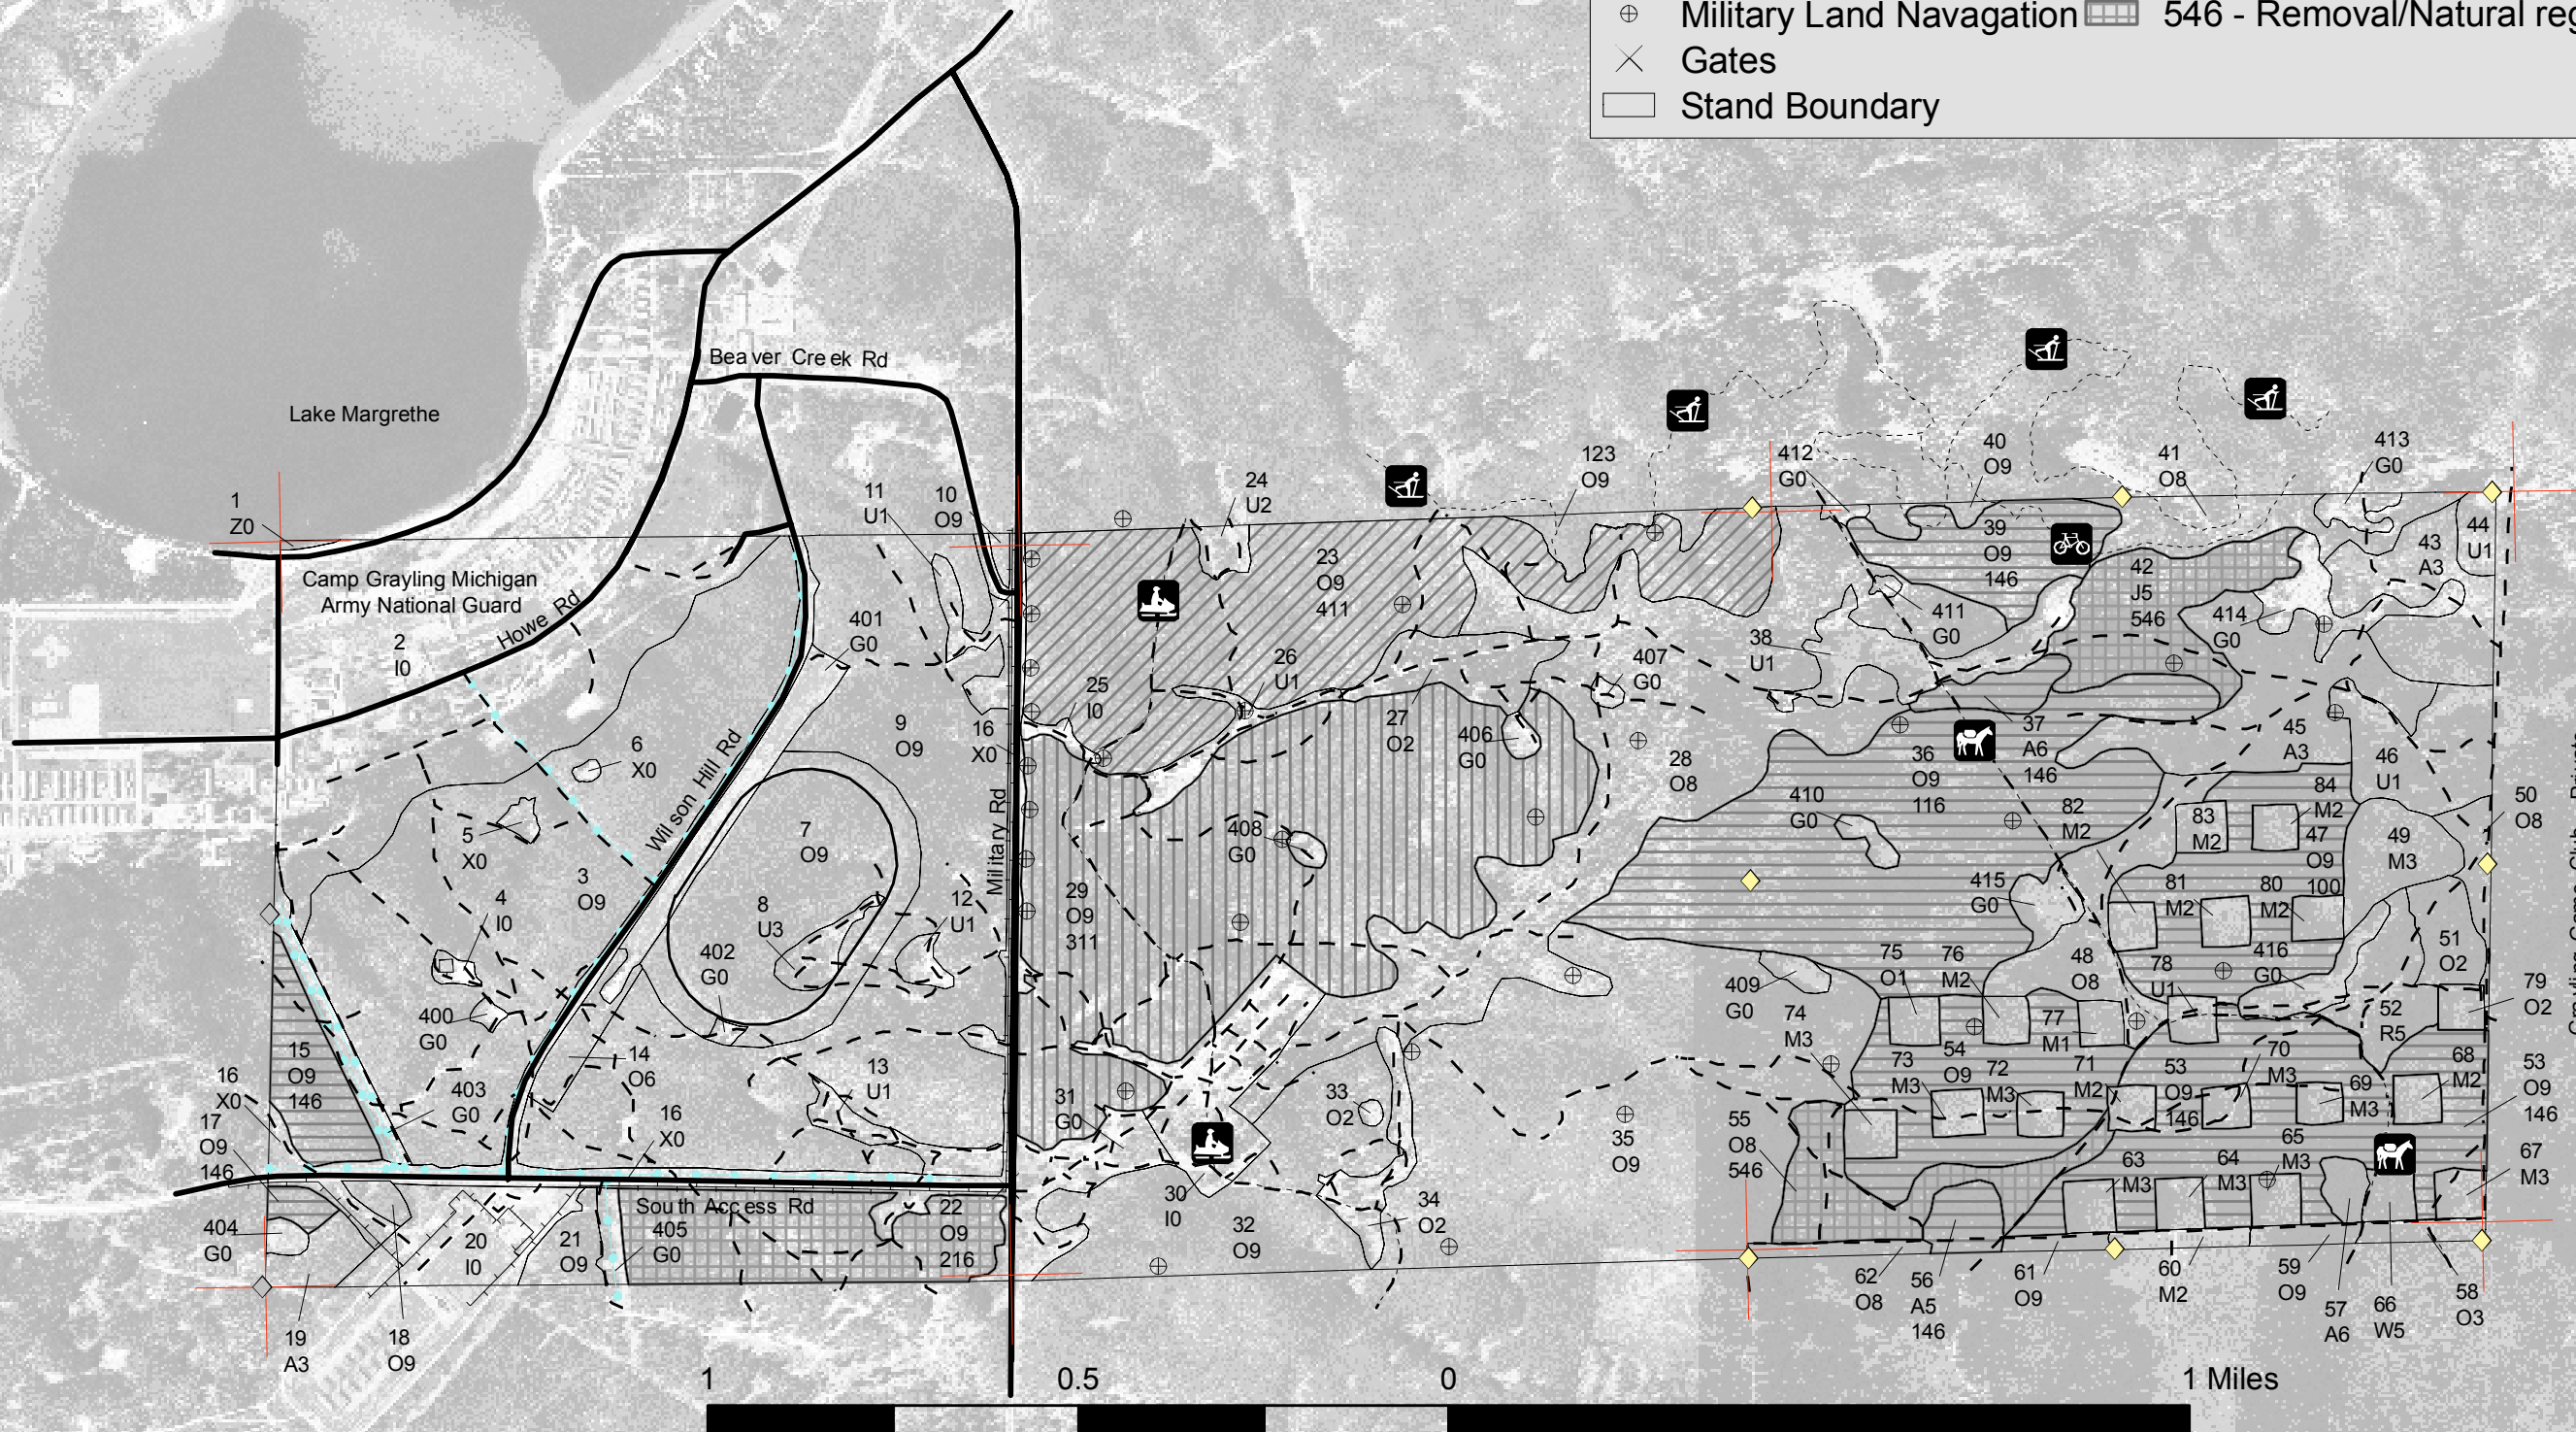 Military Land Navagation
546 - Removal/Natural reg
Gates
Stand Boundary
Beaver Creek Rd
Lake Margrethe
1
Z0
11
U1
10
O9
24
U2
123
O9
412
G0
40
O9
41
O8
413
G0
Camp Grayling Michigan
Army National Guard
Howe Rd
2
I0
401
G0
23
O9
411
39
O9
146
44
U1
43
A3
42
J5
546
411
G0
414
G0
38
U1
26
U1
407
G0
25
I0
6
X0
9
O9
16
X0
27
O2
406
G0
28
O8
37
A6
146
36
O9
116
45
A3
46
U1
Wilson Hill Rd
5
X0
7
O9
Military Rd
408
G0
410
G0
82
M2
83
M2
84
M2
47
O9
100
49
M3
50
O8
3
O9
4
I0
8
U3
12
U1
29
O9
311
415
G0
81
M2
80
M2
402
G0
400
G0
409
G0
75
O1
76
M2
48
O8
78
U1
416
G0
51
O2
79
O2
74
M3
77
M1
52
R5
15
O9
146
14
O6
13
U1
403
G0
16
X0
16
X0
17
O9
146
31
G0
33
O2
35
O9
55
O8
546
73
M3
54
O9
72
M3
71
M2
53
O9
146
70
M3
69
M3
68
M2
53
O9
146
65
M3
63
M3
64
M3
67
M3
South Access Rd
404
G0
20
I0
21
O9
405
G0
22
O9
216
30
I0
32
O9
34
O2
62
O8
56
A5
146
61
O9
60
M2
59
O9
57
A6
66
W5
58
O3
19
A3
18
O9
1
0.5
0
1 Miles